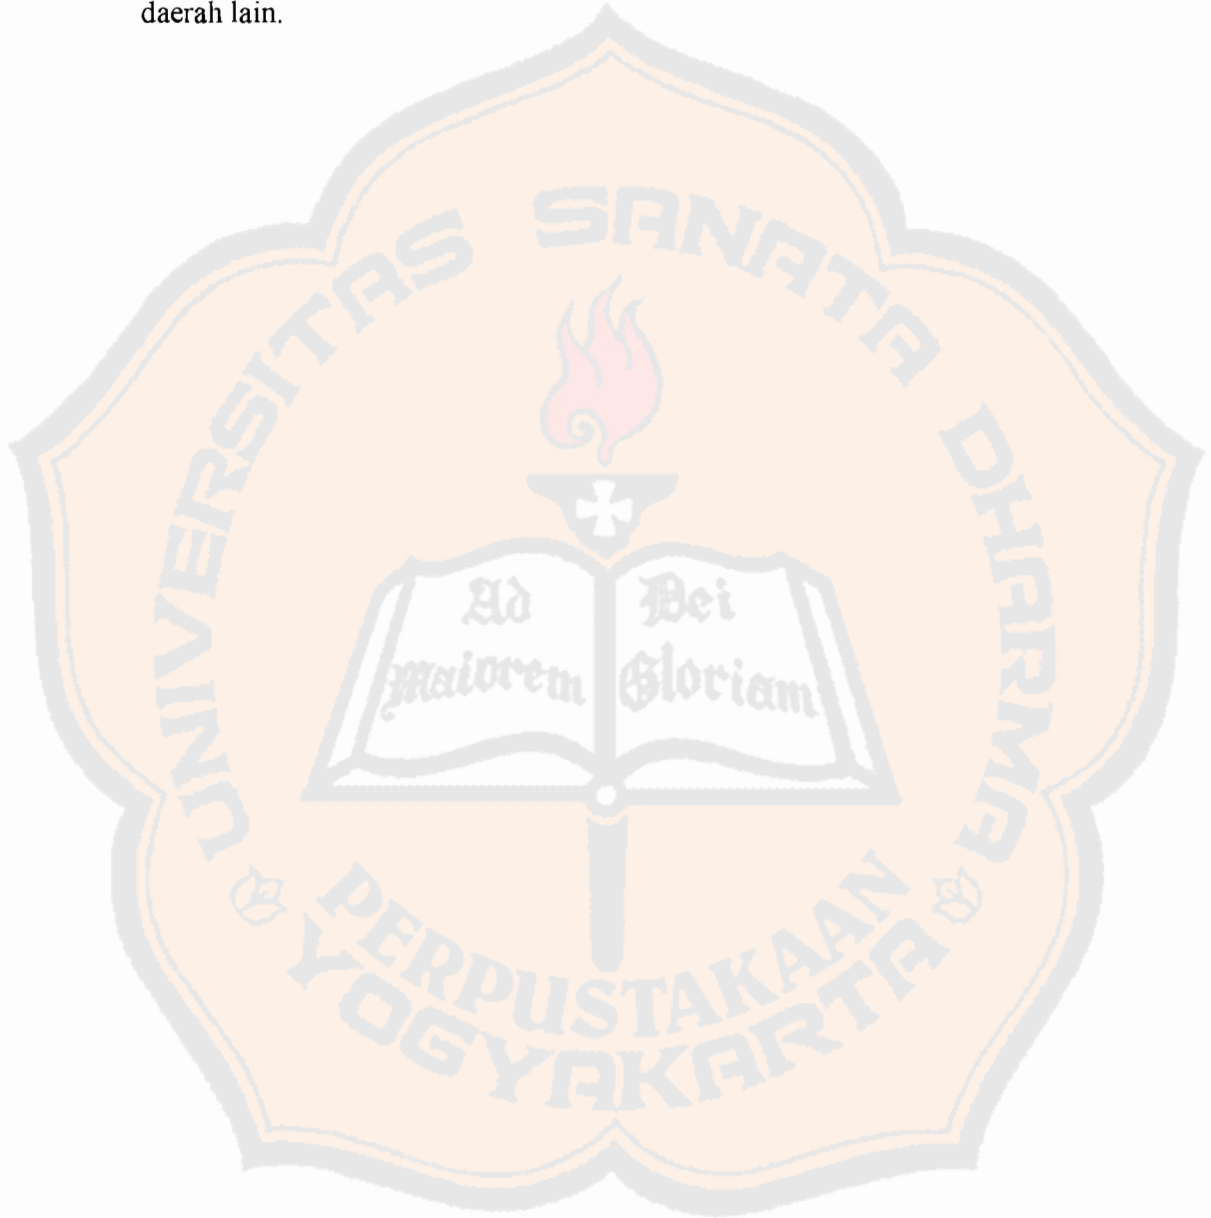 daerah lain.
UNIVERSITAS SANATA DHARMA
Ad
maiorem
Dei
Gloriam
PERPUSTAKAAN
YOGYAKARTA